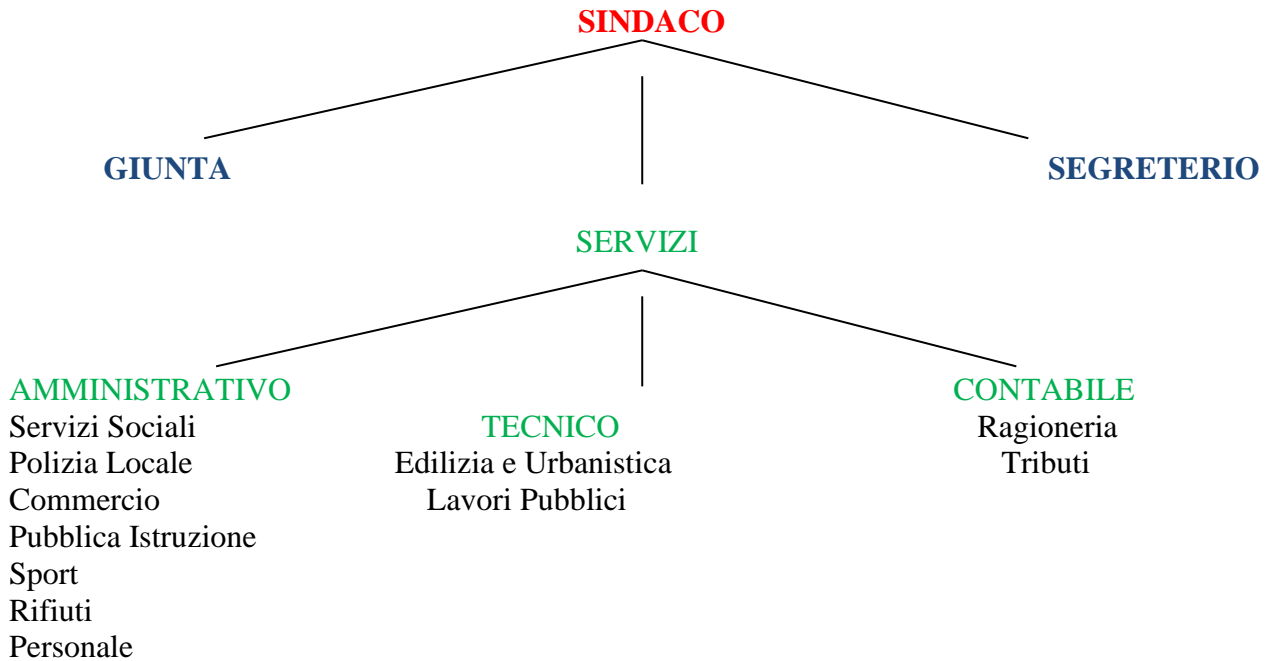 SINDACO
GIUNTA
SEGRETERIO
SERVIZI
AMMINISTRATIVO
Servizi Sociali
Polizia Locale
Commercio
Pubblica Istruzione
Sport
Rifiuti
Personale
TECNICO
Edilizia e Urbanistica
Lavori Pubblici
CONTABILE
Ragioneria
Tributi